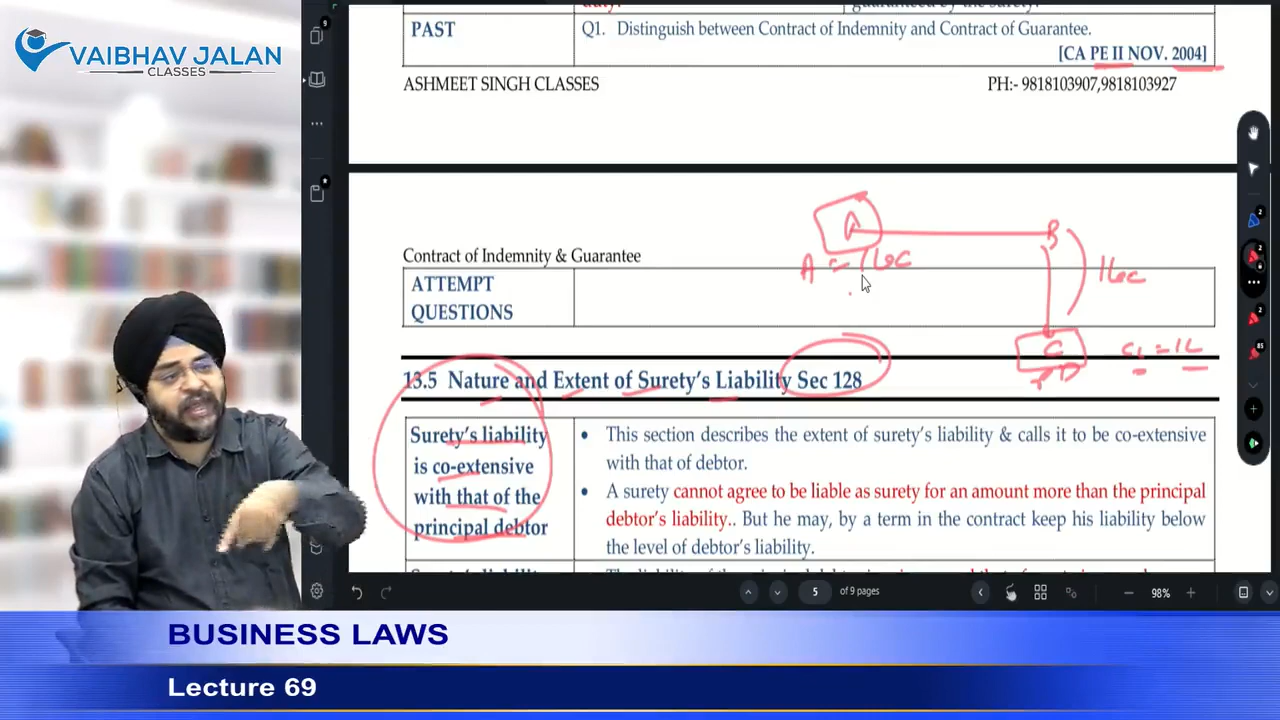 VAIBHAV JALAN
CLASSES
PAST
Q1. Distinguish between Contract of Indemnity and Contract of Guarantee.
[CA PE II NOV. 2004]
ASHMEET SINGH CLASSES
PH:- 9818103907,9818103927
A
B
Contract of Indemnity & Guarantee
A =
ATTEMPT
QUESTIONS
C
= 1L
13.5 Nature and Extent of Surety's Liability Sec 128
Surety's liability
is co-extensive
with that of the
principal debtor
• This section describes the extent of surety's liability & calls it to be co-extensive
with that of debtor.
• A surety cannot agree to be liable as surety for an amount more than the principal
debtor's liability.. But he may, by a term in the contract keep his liability below
the level of debtor's liability.
5
of 9 pages
98%
BUSINESS LAWS
Lecture 69